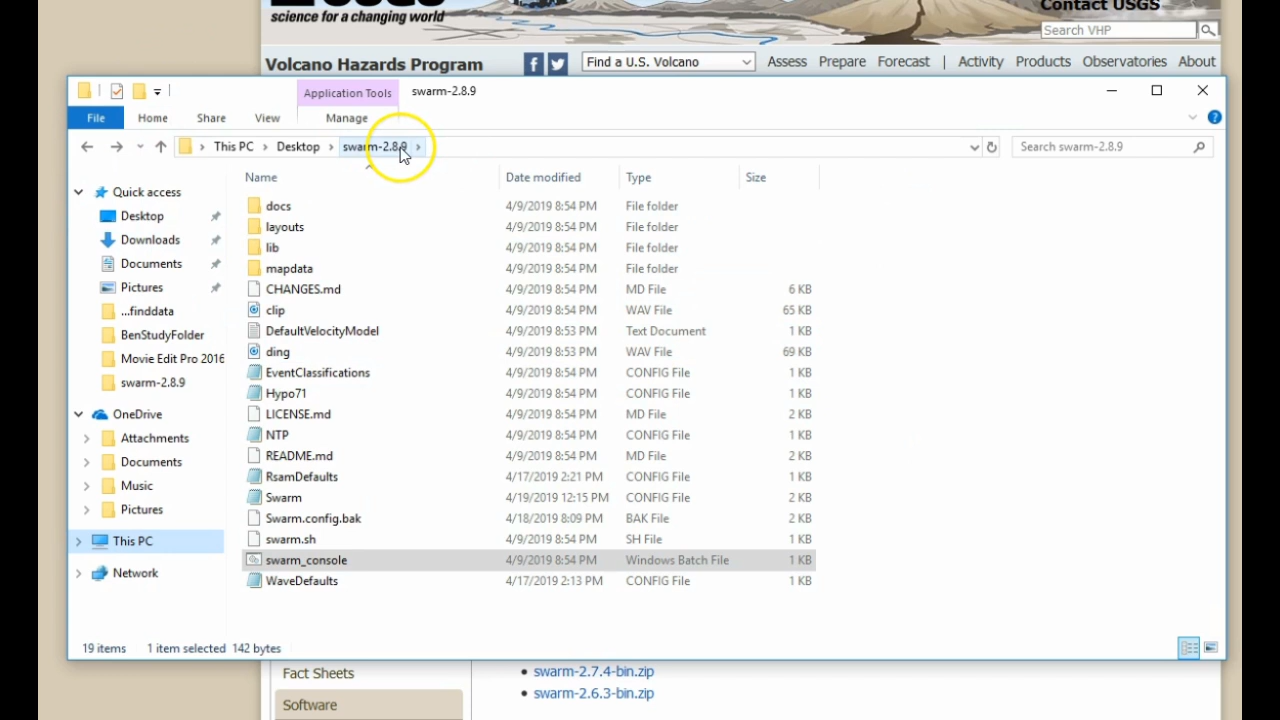 science for a changing world
Contact USGS
Search VHP
Volcano Hazards Program
f
Find a U.S. Volcano
Assess Prepare Forecast | Activity Products Observatories About
Application Tools
swarm-2.8.9
File Home Share View Manage
This PC > Desktop > swarm-2.8.9 >
Search swarm-2.8.9
Quick access
Desktop
Downloads
Documents
Pictures
...finddata
BenStudyFolder
Movie Edit Pro 2016
swarm-2.8.9
OneDrive
Attachments
Documents
Music
Pictures
This PC
Network
Name Date modified Type Size
docs 4/9/2019 8:54 PM File folder
layouts 4/9/2019 8:54 PM File folder
lib 4/9/2019 8:54 PM File folder
mapdata 4/9/2019 8:54 PM File folder
CHANGES.md 4/9/2019 8:54 PM MD File 6 KB
clip 4/9/2019 8:54 PM WAV File 65 KB
DefaultVelocityModel 4/9/2019 8:53 PM Text Document 1 KB
ding 4/9/2019 8:53 PM WAV File 69 KB
EventClassifications 4/9/2019 8:54 PM CONFIG File 1 KB
Hypo71 4/9/2019 8:54 PM CONFIG File 1 KB
LICENSE.md 4/9/2019 8:54 PM MD File 2 KB
NTP 4/9/2019 8:54 PM CONFIG File 1 KB
README.md 4/9/2019 8:54 PM MD File 2 KB
RsamDefaults 4/17/2019 2:21 PM CONFIG File 1 KB
Swarm 4/19/2019 12:15 PM CONFIG File 2 KB
Swarm.config.bak 4/18/2019 8:09 PM BAK File 2 KB
swarm.sh 4/9/2019 8:54 PM SH File 1 KB
swarm_console 4/9/2019 8:54 PM Windows Batch File 1 KB
WaveDefaults 4/17/2019 2:13 PM CONFIG File 1 KB
19 items 1 item selected 142 bytes
Fact Sheets
Software
• swarm-2.7.4-bin.zip
• swarm-2.6.3-bin.zip